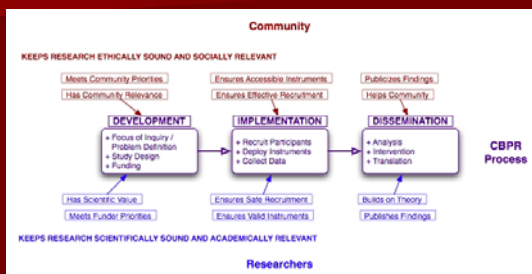 Community
KEEPS RESEARCH ETHICALLY SOUND AND SOCIALLY RELEVANT
Meets Community Priorities
Has Community Relevance
Ensures Accessible Instruments
Ensures Effective Recruitment
Publicizes Findings
Helps Community
DEVELOPMENT
+ Focus of Inquiry /
Problem Definition
+ Study Design
+ Funding
IMPLEMENTATION
+ Recruit Participants
+ Deploy Instruments
+ Collect Data
DISSEMINATION
+ Analysis
+ Intervention
+ Translation
CBPR
Process
Has Scientific Value
Meets Funder Priorities
Ensures Safe Recruitment
Ensures Valid Instruments
Builds on Theory
Publishes Findings
KEEPS RESEARCH SCIENTIFICALLY SOUND AND ACADEMICALLY RELEVANT
Researchers